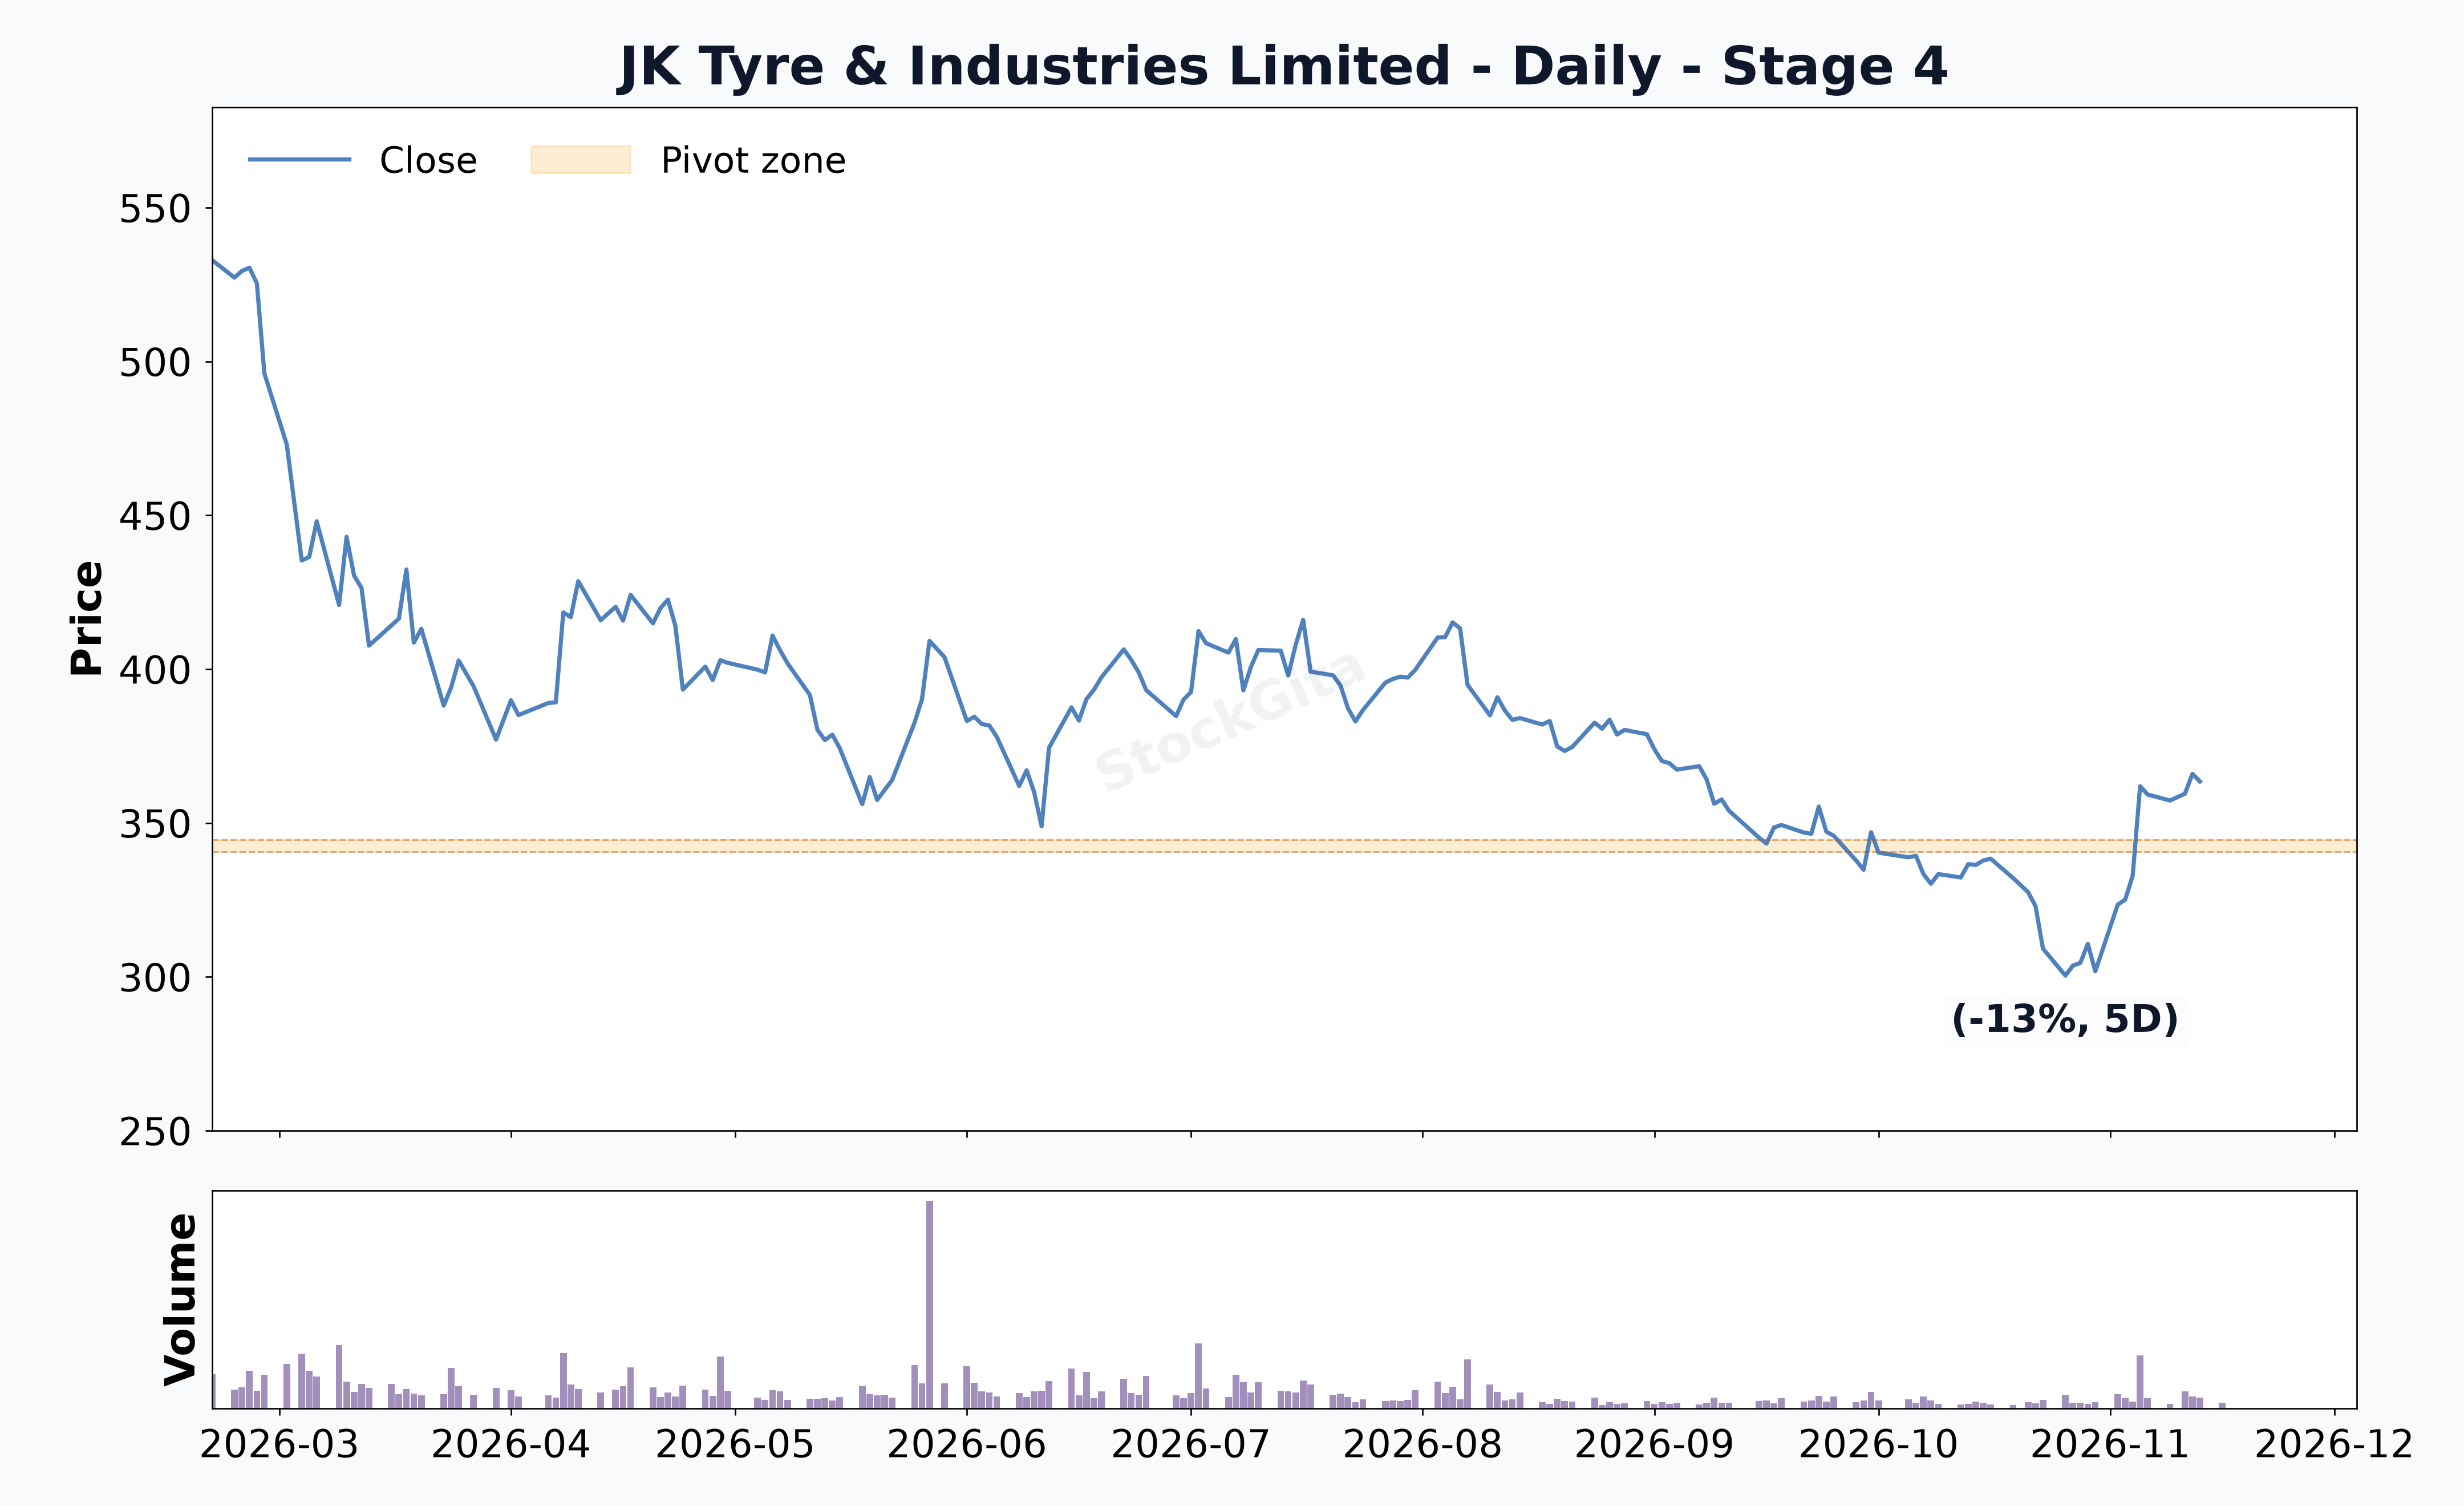 JK Tyre & Industries Limited - Daily - Stage 4
Close
Pivot zone
550
500
450
400
350
300
250
Price
StockGita
(-13%, 5D)
Volume
2026-03
2026-04
2026-05
2026-06
2026-07
2026-08
2026-09
2026-10
2026-11
2026-12